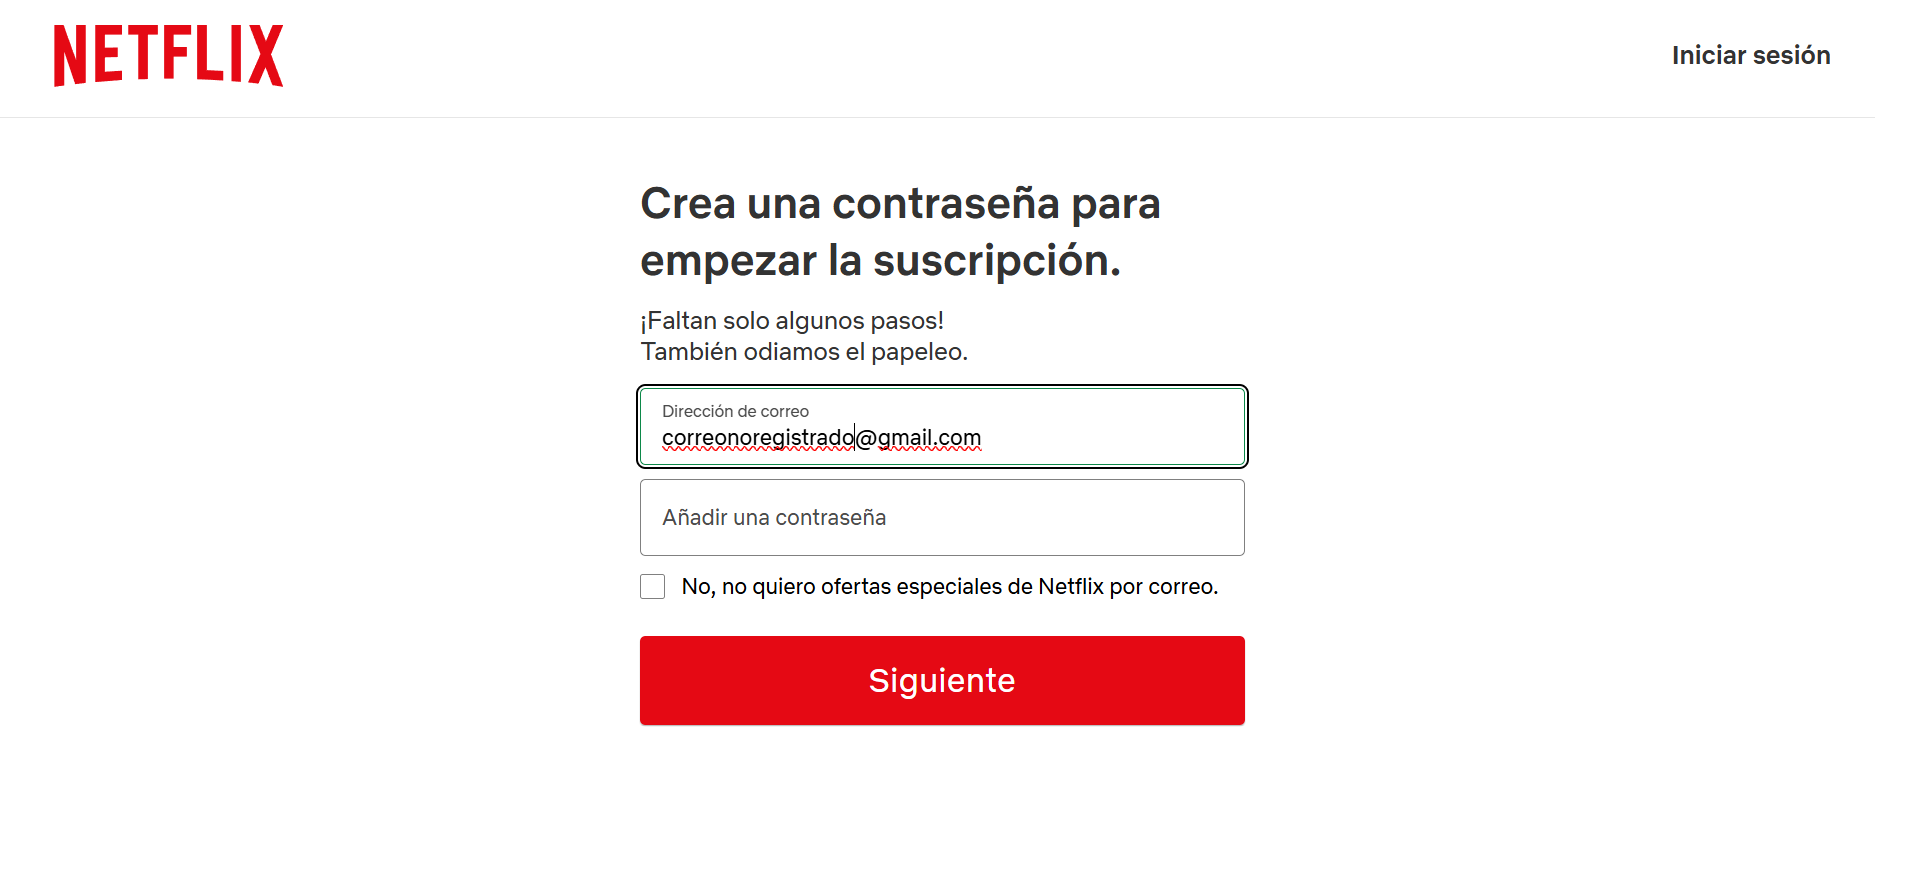 NETFLIX
Iniciar sesión
Crea una contraseña para
empezar la suscripción.
¡Faltan solo algunos pasos!
También odiamos el papeleo.
Dirección de correo
correonoregistrado@gmail.com
Añadir una contraseña
No, no quiero ofertas especiales de Netflix por correo.
Siguiente